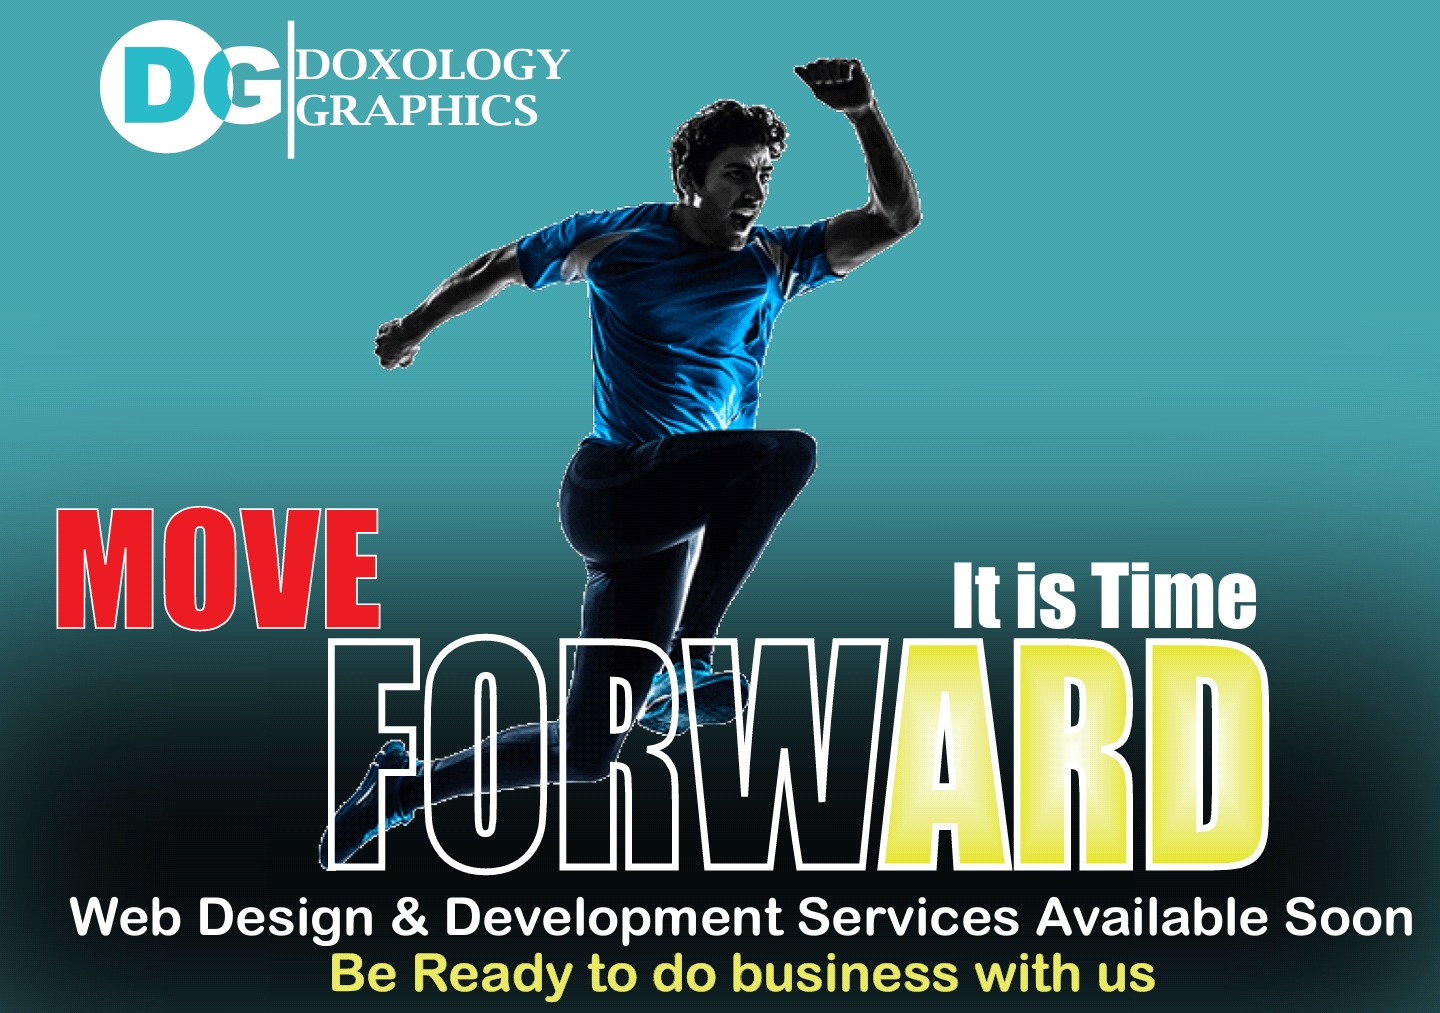 DG
DOXOLOGY
GRAPHICS
MOVE
It is Time
FORWARD
Web Design & Development Services Available Soon
Be Ready to do business with us